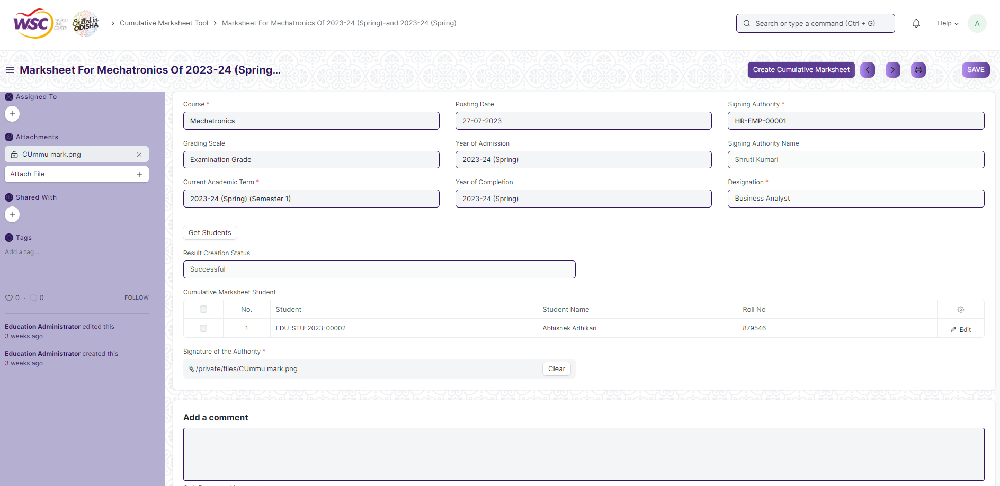 WSC WORLD SKILL CENTER Skilled in ODISHA > Cumulative Marksheet Tool > Marksheet For Mechatronics Of 2023-24 (Spring)-and 2023-24 (Spring) Search or type a command (Ctrl + G) Help A
Marksheet For Mechatronics Of 2023-24 (Spring... Create Cumulative Marksheet SAVE
Assigned To
Attachments
CUmmu mark.png
Attach File
Shared With
Tags
Add a tag ...
0 · 0 FOLLOW
Education Administrator edited this
3 weeks ago
Education Administrator created this
3 weeks ago
Course * Posting Date Signing Authority *
Mechatronics 27-07-2023 HR-EMP-00001
Grading Scale Year of Admission Signing Authority Name
Examination Grade 2023-24 (Spring) Shruti Kumari
Current Academic Term * Year of Completion Designation *
2023-24 (Spring) (Semester 1) 2023-24 (Spring) Business Analyst
Get Students
Result Creation Status
Successful
Cumulative Marksheet Student
No. Student Student Name Roll No
1 EDU-STU-2023-00002 Abhishek Adhikari 879546 Edit
Signature of the Authority *
/private/files/CUmmu mark.png Clear
Add a comment